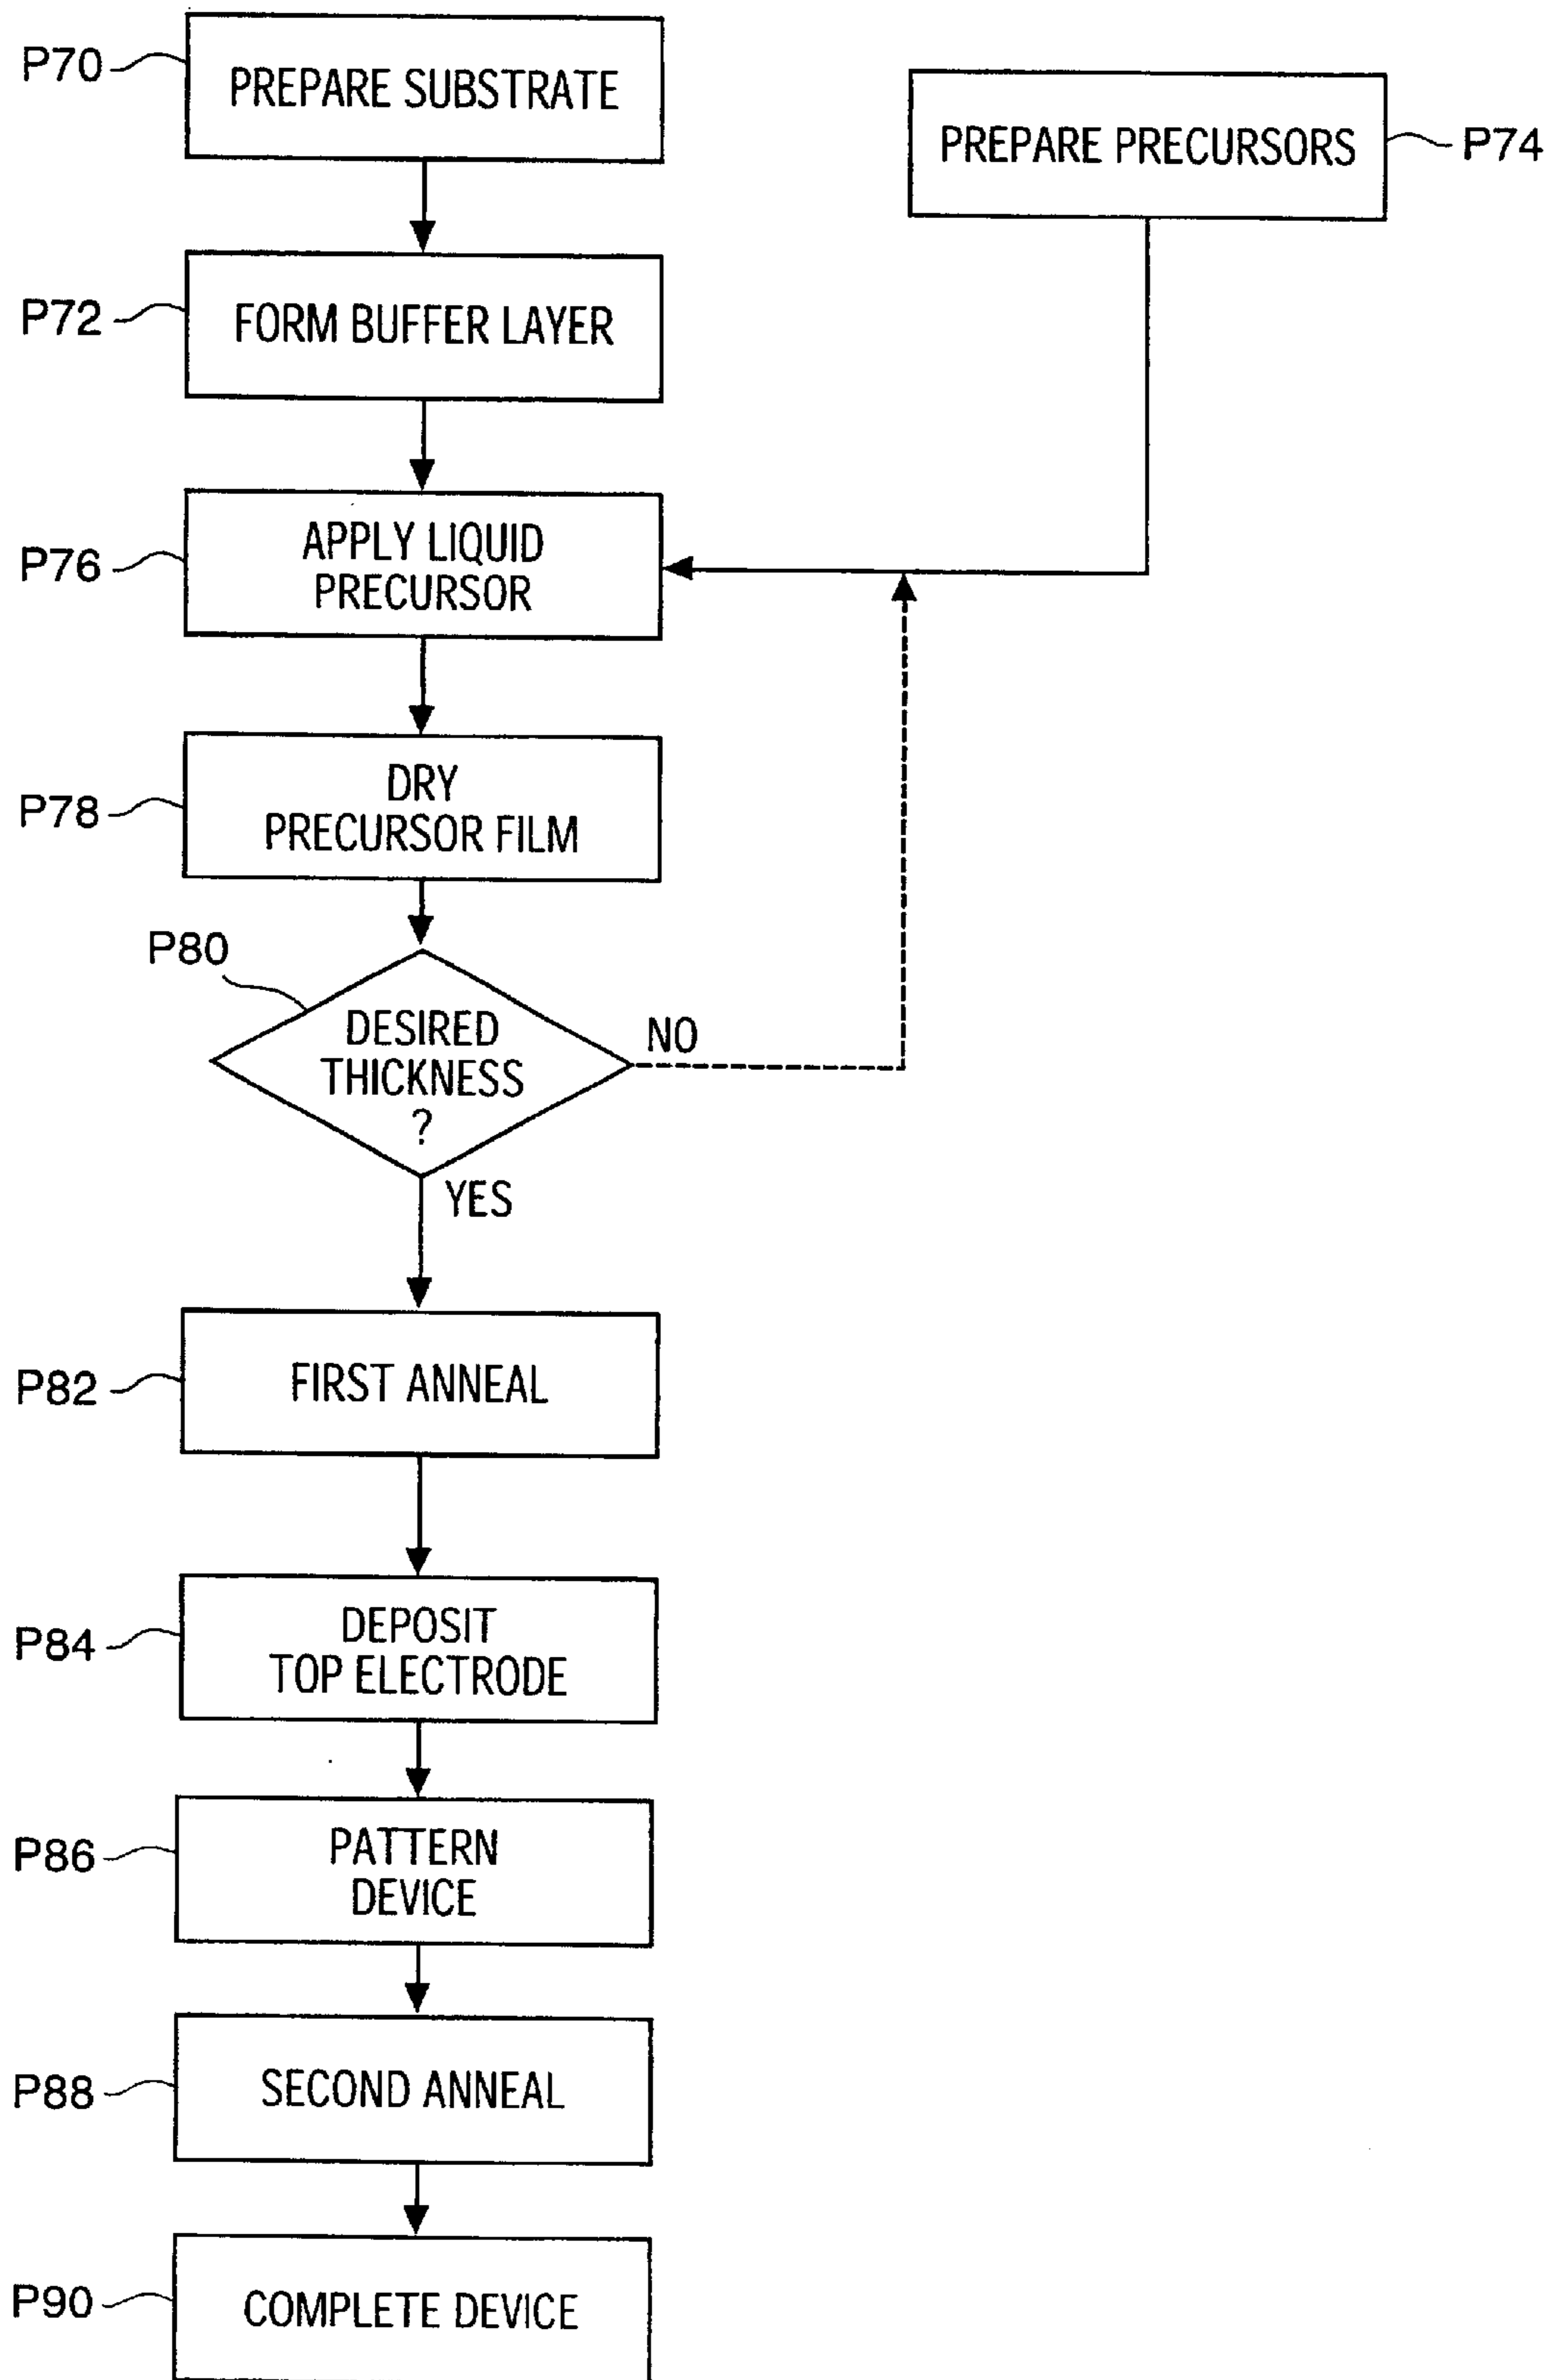 P70
PREPARE SUBSTRATE
PREPARE PRECURSORS
P74
P72
FORM BUFFER LAYER
P76
APPLY LIQUID
PRECURSOR
P78
DRY
PRECURSOR FILM
P80
DESIRED
THICKNESS
?
NO
YES
P82
FIRST ANNEAL
P84
DEPOSIT
TOP ELECTRODE
P86
PATTERN
DEVICE
P88
SECOND ANNEAL
P90
COMPLETE DEVICE